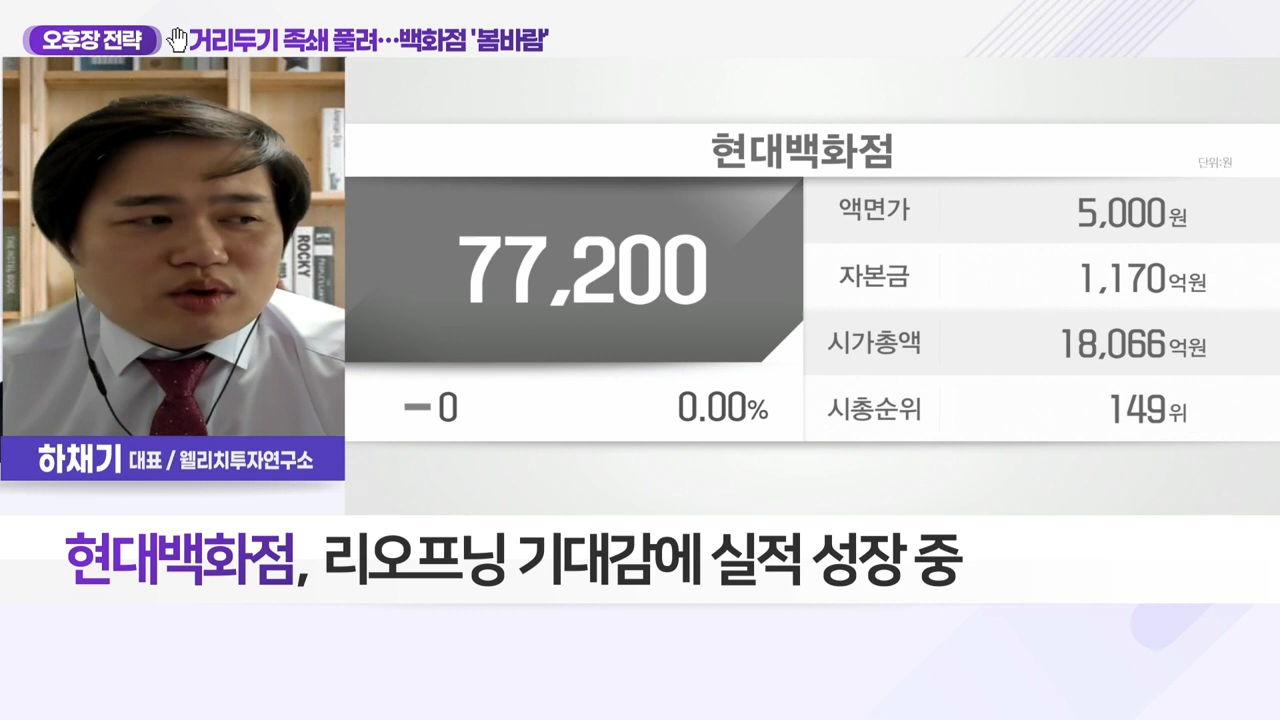 오후장 전략
거리두기 족쇄 풀려…백화점 '봄바람'
현대백화점
단위:원
77,200
0
0.00%
액면가 5,000원
자본금 1,170억원
시가총액 18,066억원
시총순위 149위
ROCKY
하채기 대표 / 웰리치투자연구소
현대백화점, 리오프닝 기대감에 실적 성장 중